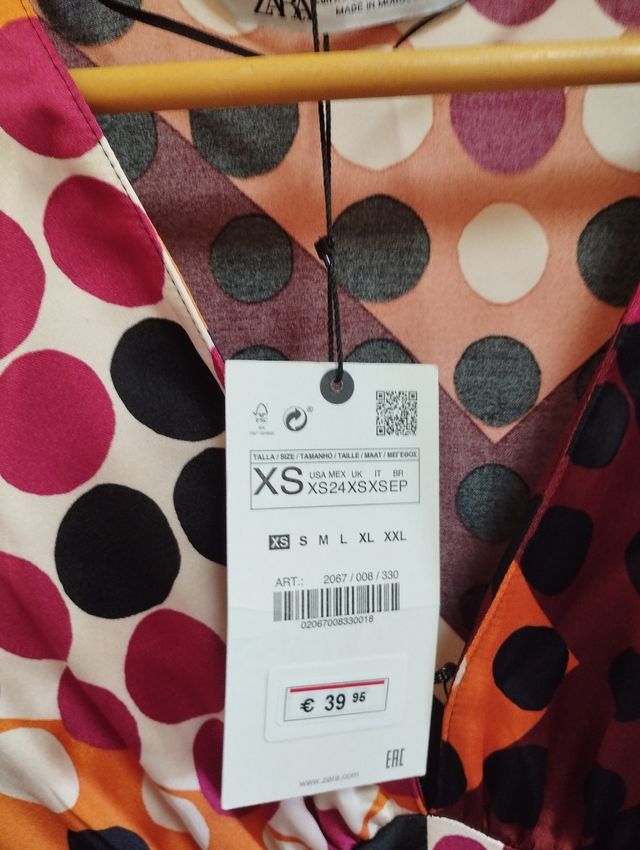 ZARA
MADE IN MOROCCO
TALLA / SIZE / TAMANHO / TAILLE / MAAT / ΜΕΓΕΘΟΣ
XS
USA MEX UK IT BR
XS 24 XS XS EP
XS S M L XL XXL
ART.: 2067 / 008 / 330
02067008330018
€ 39 95
EAC
www.zara.com